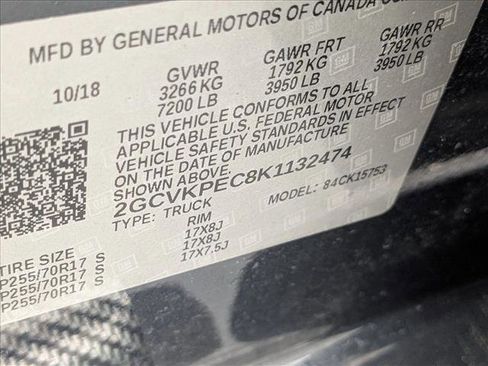 MFD BY GENERAL MOTORS OF CANADA
10/18 GVWR GAWR FRT GAWR RR
3266 KG 1792 KG 1792 KG
7200 LB 3950 LB 3950 LB
THIS VEHICLE CONFORMS TO ALL
APPLICABLE U.S. FEDERAL MOTOR
VEHICLE SAFETY STANDARDS IN EFFECT
ON THE DATE OF MANUFACTURE
SHOWN ABOVE.
2GCVKPEC8K1132474
TYPE: TRUCK MODEL: 84CK15753
TIRE SIZE RIM
P255/70R17 S 17X8J
P255/70R17 S 17X8J
P255/70R17 S 17X7.5J